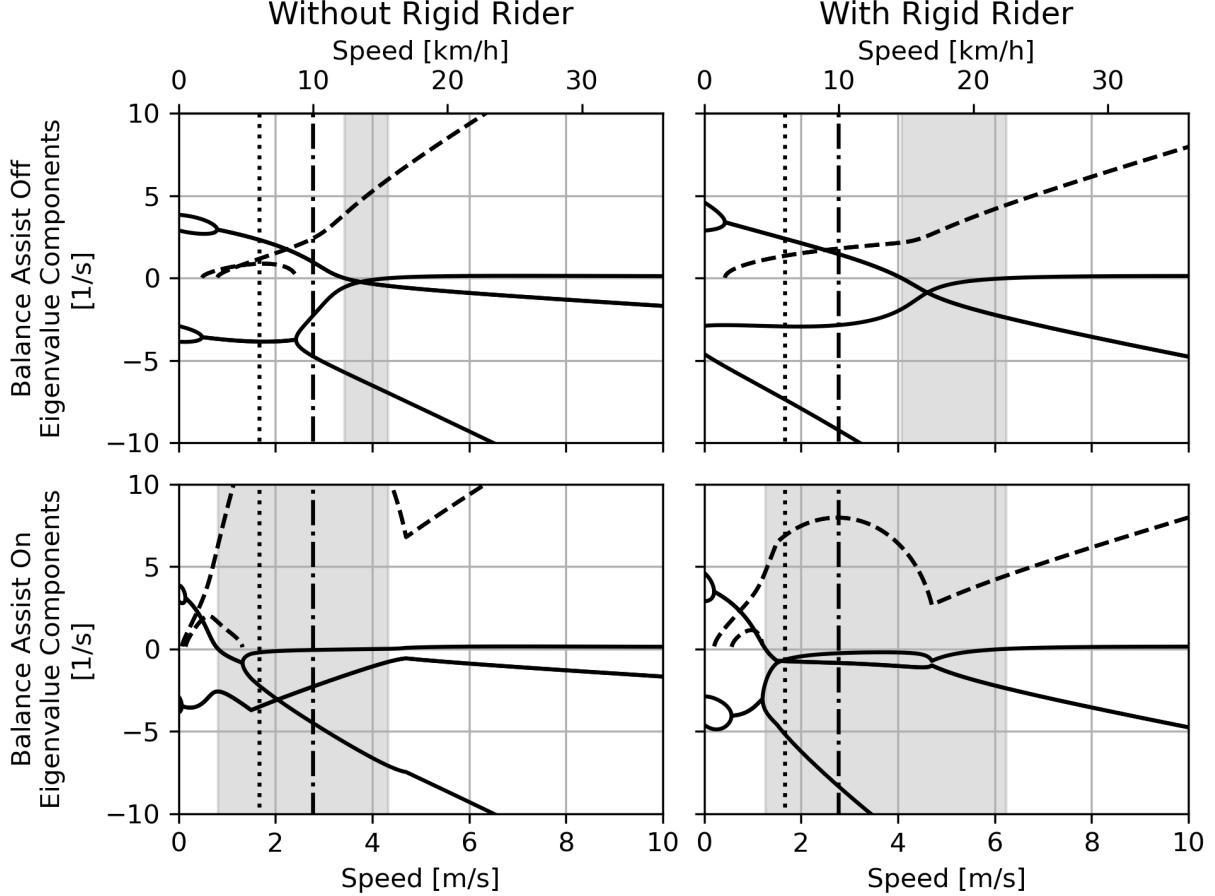 Without Rigid Rider
With Rigid Rider
Speed [km/h]
Speed [km/h]
0 10 20 30
0 10 20 30
Balance Assist Off
Eigenvalue Components
[1/s]
10
5
0
−5
−10
Balance Assist On
Eigenvalue Components
[1/s]
10
5
0
−5
−10
0 2 4 6 8 10
0 2 4 6 8 10
Speed [m/s]
Speed [m/s]